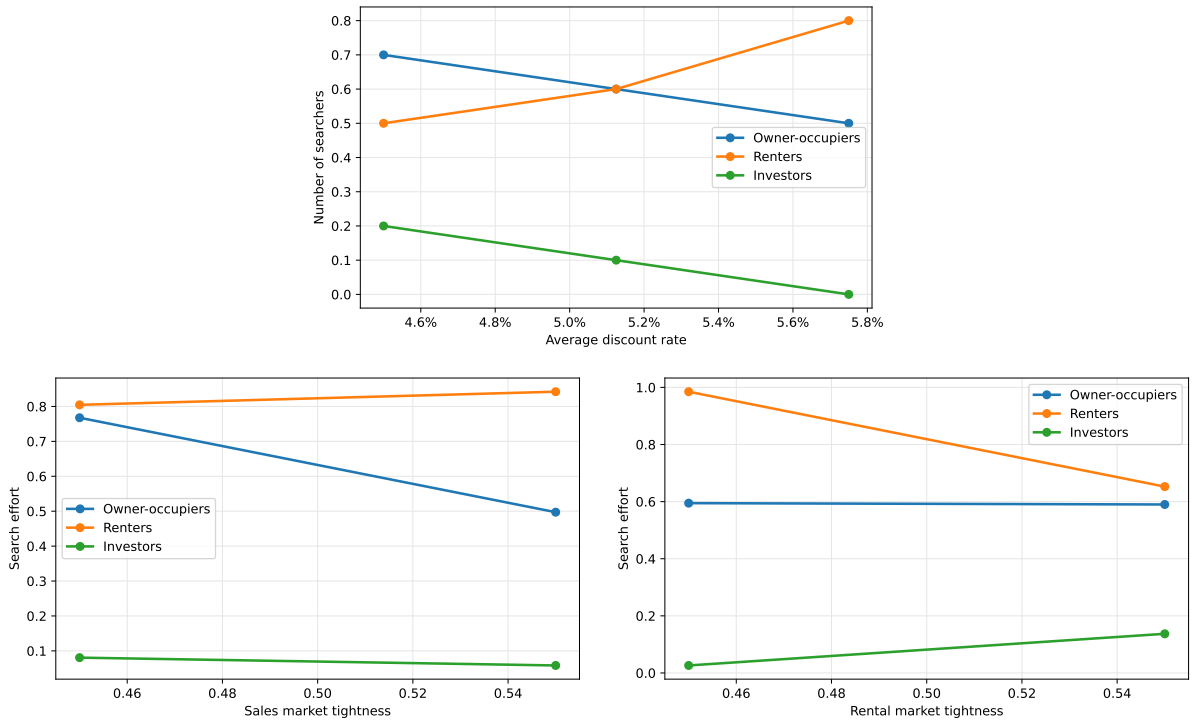 0.8
0.7
0.6
0.5
0.4
0.3
0.2
0.1
0.0
Number of searchers
Owner-occupiers
Renters
Investors
4.6% 4.8% 5.0% 5.2% 5.4% 5.6% 5.8%
Average discount rate
0.8
0.7
0.6
0.5
0.4
0.3
0.2
0.1
Search effort
Owner-occupiers
Renters
Investors
0.46 0.48 0.50 0.52 0.54
Sales market tightness
1.0
0.8
0.6
0.4
0.2
0.0
Search effort
Owner-occupiers
Renters
Investors
0.46 0.48 0.50 0.52 0.54
Rental market tightness